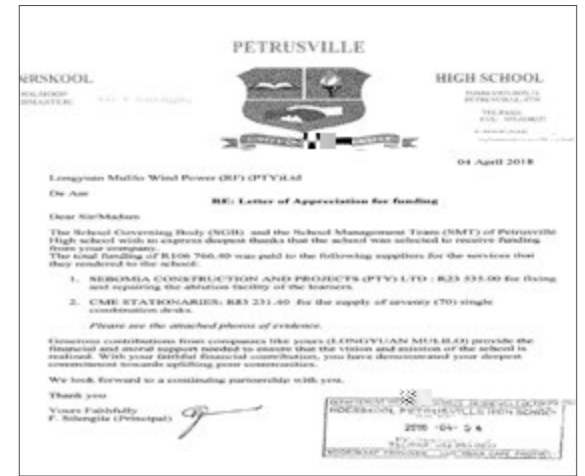 PETRUSVILLE
HIGH SCHOOL
04 April 2018
Longyuan Mulilo Wind Power (RF) (PTY)Ltd
De Aar
RE: Letter of Appreciation for funding
Dear Sir/Madam
The School Governing Body (SGB) and the School Management Team (SMT) of Petrusville
High school wish to express deepest thanks that the school was selected to receive funding
from your company.
The total funding of R106 766.40 was paid to the following suppliers for the services that
they rendered to the school:
1. SEBOMIA CONSTRUCTION AND PROJECTS (PTY) LTD : R23 535.00 for fixing
and repairing the ablution facility of the learners.
2. CME STATIONARIES: R83 231.40 for the supply of seventy (70) single
combination desks.
Please see the attached photos of evidence.
Generous contributions from companies like yours (LONGYUAN MULILO) provide the
financial and moral support needed to ensure that the vision and mission of the school is
realized. With your faithful financial contribution, you have demonstrated your deepest
commitment towards uplifting poor communities.
We look forward to a continuing partnership with you.
Thank you
Yours Faithfully
F. Silengile (Principal)
HOERSKOOL PETRUSVILLE HIGH SCHOOL